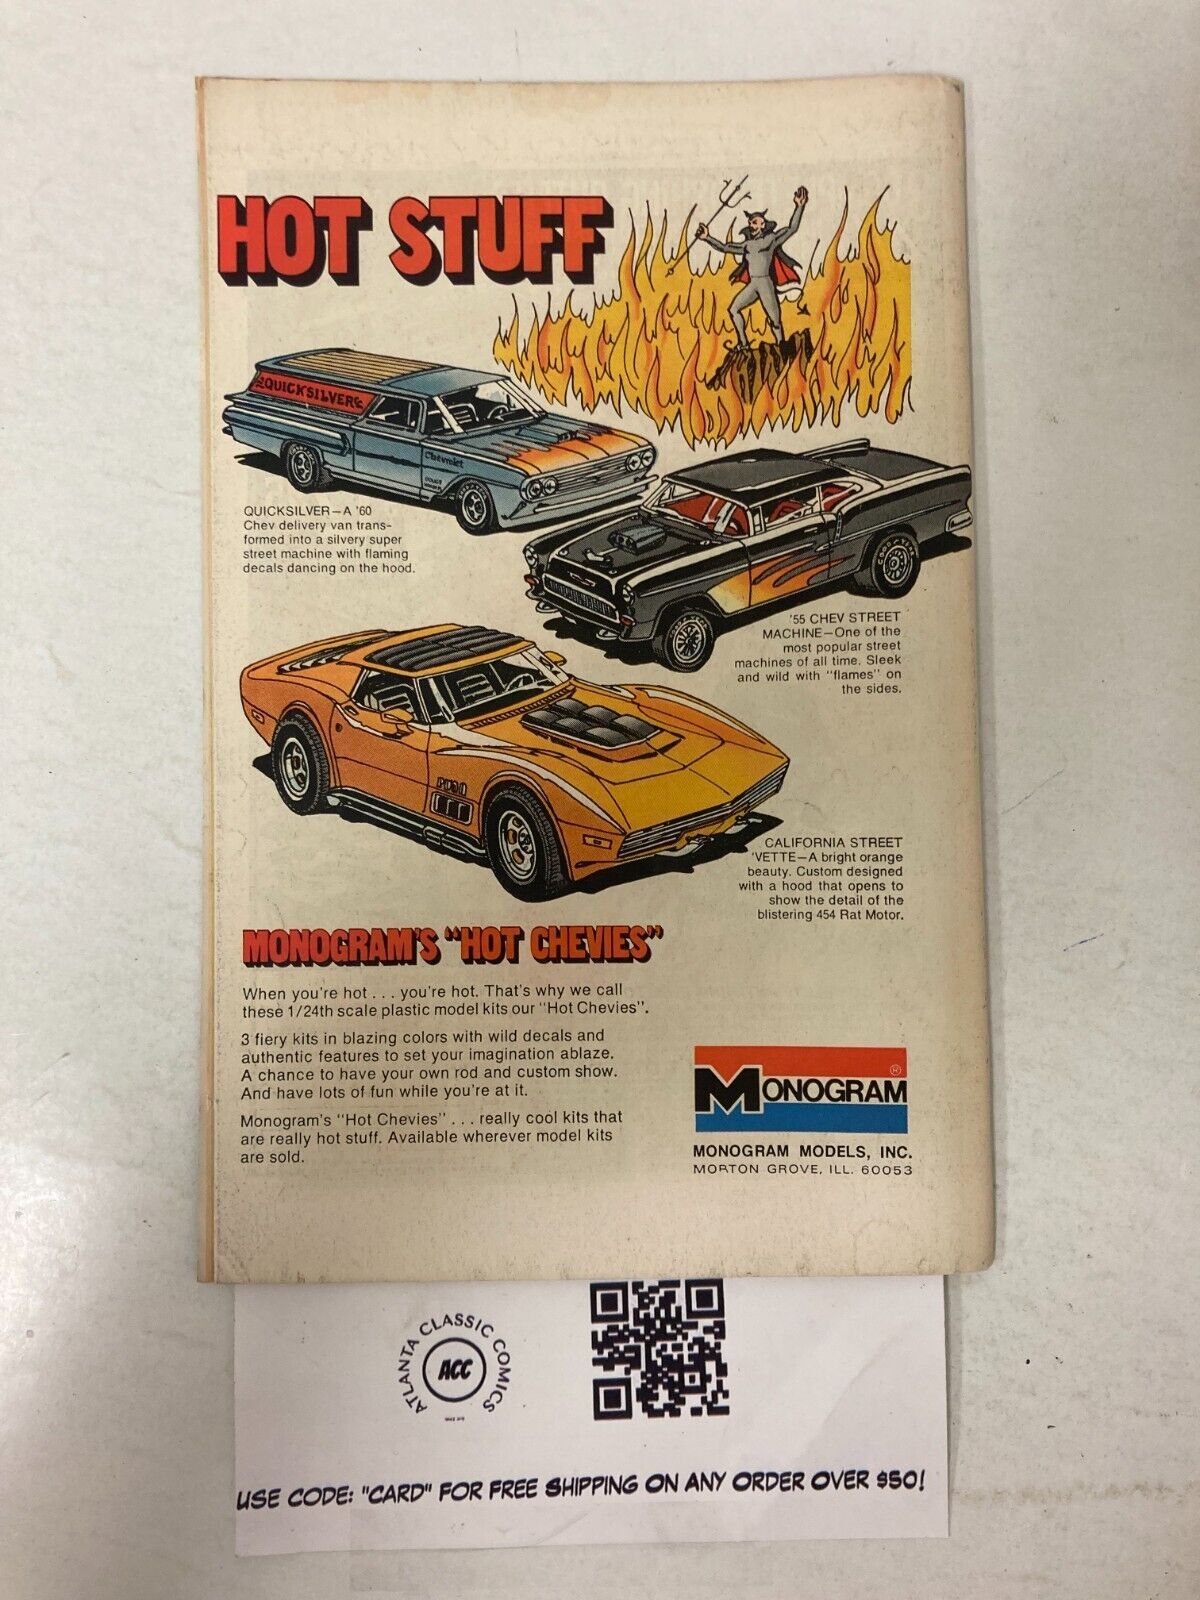 HOT STUFF
QUICKSILVER
Chevrolet
GOODYEAR
QUICKSILVER—A '60
Chev delivery van trans-
formed into a silvery super
street machine with flaming
decals dancing on the hood.
'55 CHEV STREET
MACHINE—One of the
most popular street
machines of all time. Sleek
and wild with "flames" on
the sides.
CALIFORNIA STREET
'VETTE—A bright orange
beauty. Custom designed
with a hood that opens to
show the detail of the
blistering 454 Rat Motor.
MONOGRAM'S "HOT CHEVIES"
When you're hot . . . you're hot. That's why we call
these 1/24th scale plastic model kits our "Hot Chevies".
3 fiery kits in blazing colors with wild decals and
authentic features to set your imagination ablaze.
A chance to have your own rod and custom show.
And have lots of fun while you're at it.
Monogram's "Hot Chevies" . . . really cool kits that
are really hot stuff. Available wherever model kits
are sold.
MONOGRAM ®
MONOGRAM MODELS, INC.
MORTON GROVE, ILL. 60053
ATLANTA CLASSIC COMICS
ACC
USE CODE: "CARD" FOR FREE SHIPPING ON ANY ORDER OVER $50!